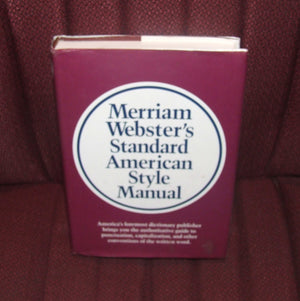 Merriam
Webster's
Standard
American
Style
Manual
America's foremost dictionary publisher
brings you the authoritative guide to
punctuation, capitalization, and other
conventions of the written word.